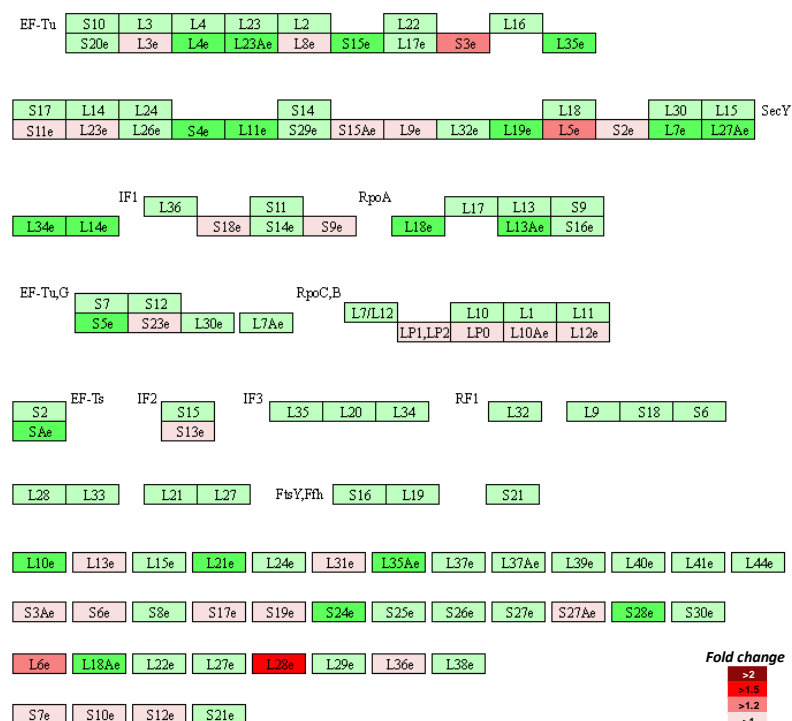 EF-Tu S10 L3 L4 L23 L2 L22 L16
S20e L3e L4e L23Ae L8e S15e L17e S3e L35e
S17 L14 L24 S14 L18 L30 L15 SecY
S11e L23e L26e S4e L11e S29e S15Ae L9e L32e L19e L5e S2e L7e L27Ae
IF1 L36 S11 RpoA L17 L13 S9
L34e L14e S18e S14e S9e L18e L13Ae S16e
EF-Tu,G S7 S12 RpoC,B L7/L12 L10 L1 L11
S5e S23e L30e L7Ae LP1,LP2 LP0 L10Ae L12e
S2 EF-Ts IF2 S15 IF3 L35 L20 L34 RF1 L32 L9 S18 S6
SAe S13e
L28 L33 L21 L27 FtsY,Ffh S16 L19 S21
L10e L13e L15e L21e L24e L31e L35Ae L37e L37Ae L39e L40e L41e L44e
S3Ae S6e S8e S17e S19e S24e S25e S26e S27e S27Ae S28e S30e
L6e L18Ae L22e L27e L28e L29e L36e L38e
Fold change
>2
>1.5
>1.2
S7e S10e S12e S21e